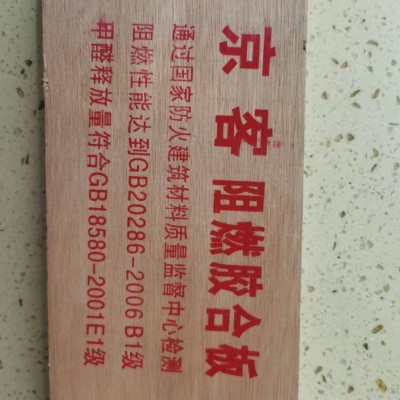 京客 阻燃胶合板
通过国家防火建筑材料质量监督中心检测
阻燃性能达到GB20286-2006 B1级
甲醛释放量符合GB18580-2001E1级